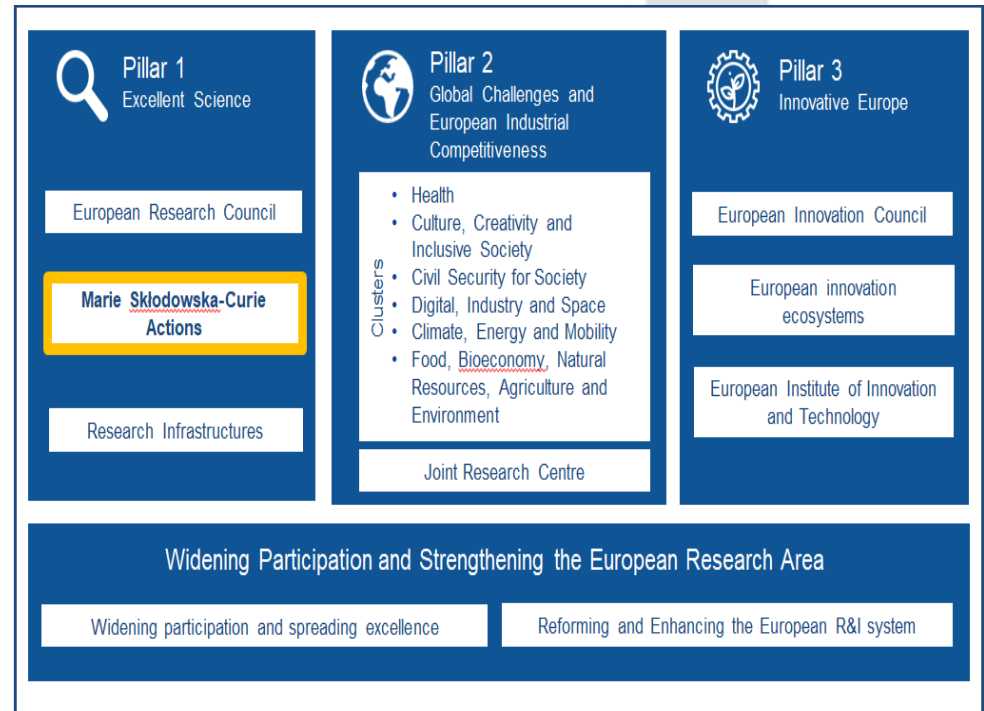 Pillar 1
Excellent Science
European Research Council
Marie Skłodowska-Curie
Actions
Research Infrastructures
Pillar 2
Global Challenges and
European Industrial
Competitiveness
Clusters
• Health
• Culture, Creativity and
Inclusive Society
• Civil Security for Society
• Digital, Industry and Space
• Climate, Energy and Mobility
• Food, Bioeconomy, Natural
Resources, Agriculture and
Environment
Joint Research Centre
Pillar 3
Innovative Europe
European Innovation Council
European innovation
ecosystems
European Institute of Innovation
and Technology
Widening Participation and Strengthening the European Research Area
Widening participation and spreading excellence
Reforming and Enhancing the European R&I system